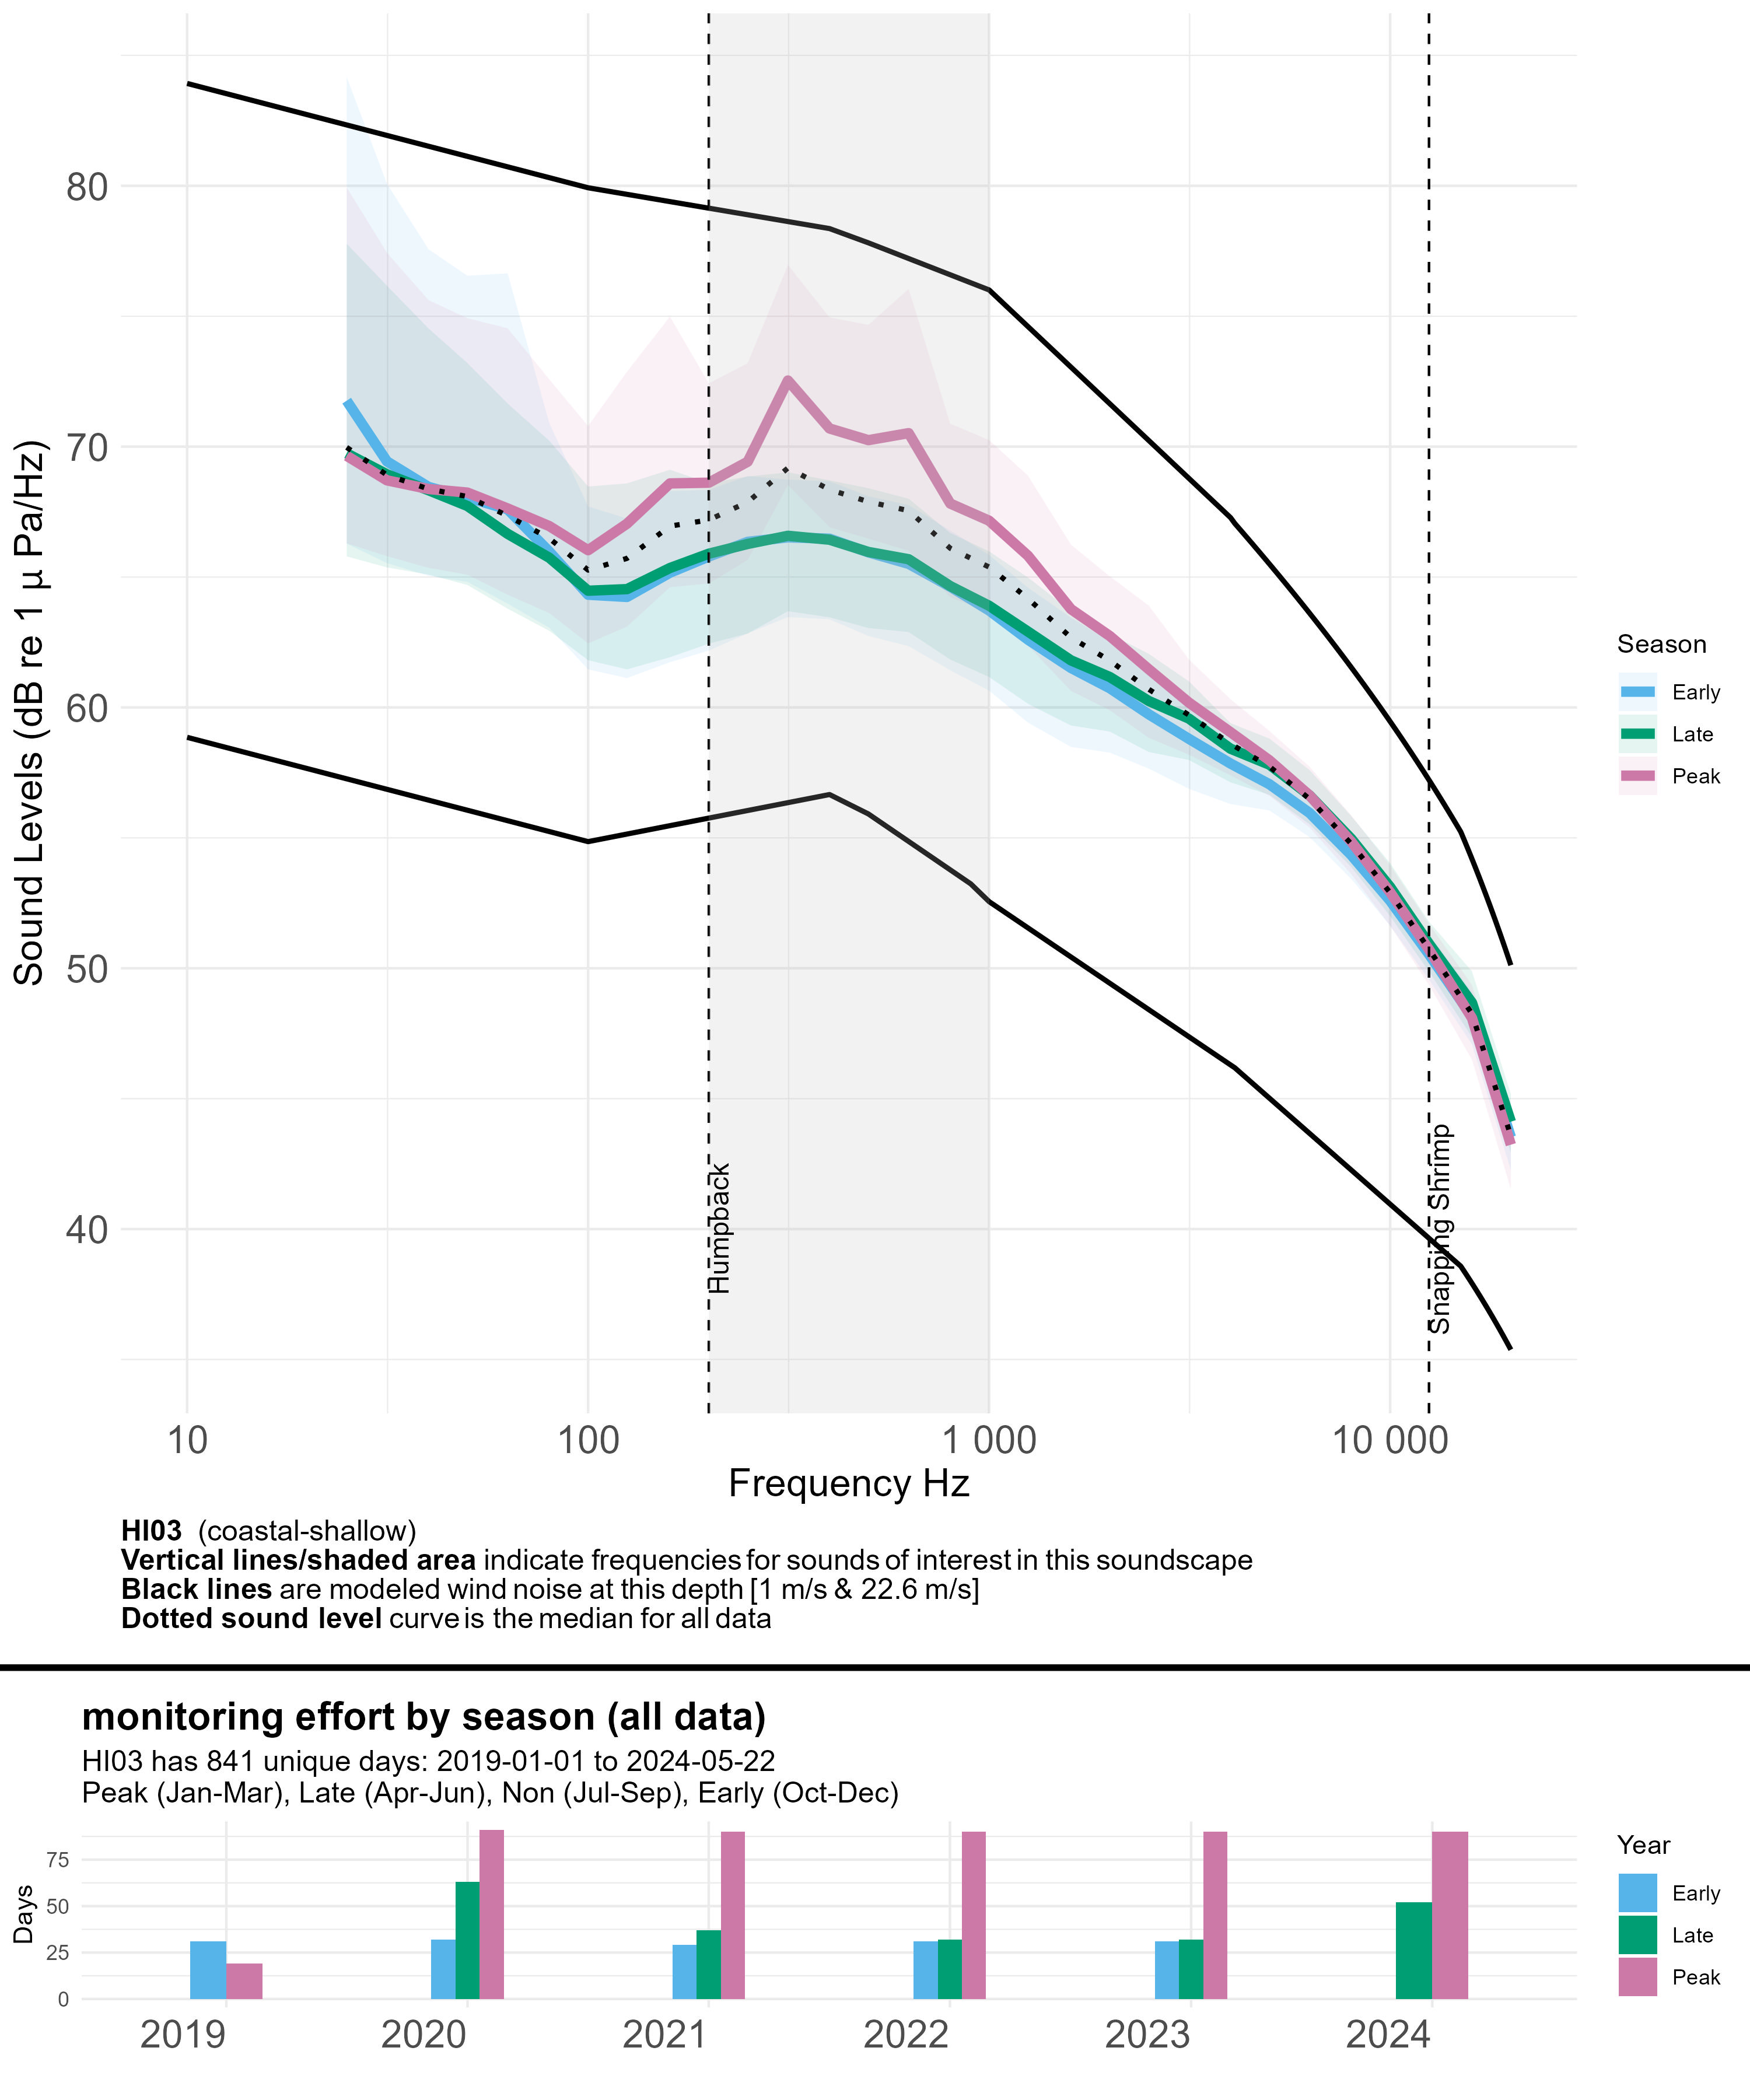 80
70
60
50
40
Sound Levels (dB re 1 µ Pa/Hz)
Humpback
Snapping Shrimp
10
100
1 000
10 000
Frequency Hz
Season
Early
Late
Peak
HI03 (coastal-shallow)
Vertical lines/shaded area indicate frequencies for sounds of interest in this soundscape
Black lines are modeled wind noise at this depth [1 m/s & 22.6 m/s]
Dotted sound level curve is the median for all data
monitoring effort by season (all data)
HI03 has 841 unique days: 2019-01-01 to 2024-05-22
Peak (Jan-Mar), Late (Apr-Jun), Non (Jul-Sep), Early (Oct-Dec)
75
50
25
0
Days
2019
2020
2021
2022
2023
2024
Year
Early
Late
Peak